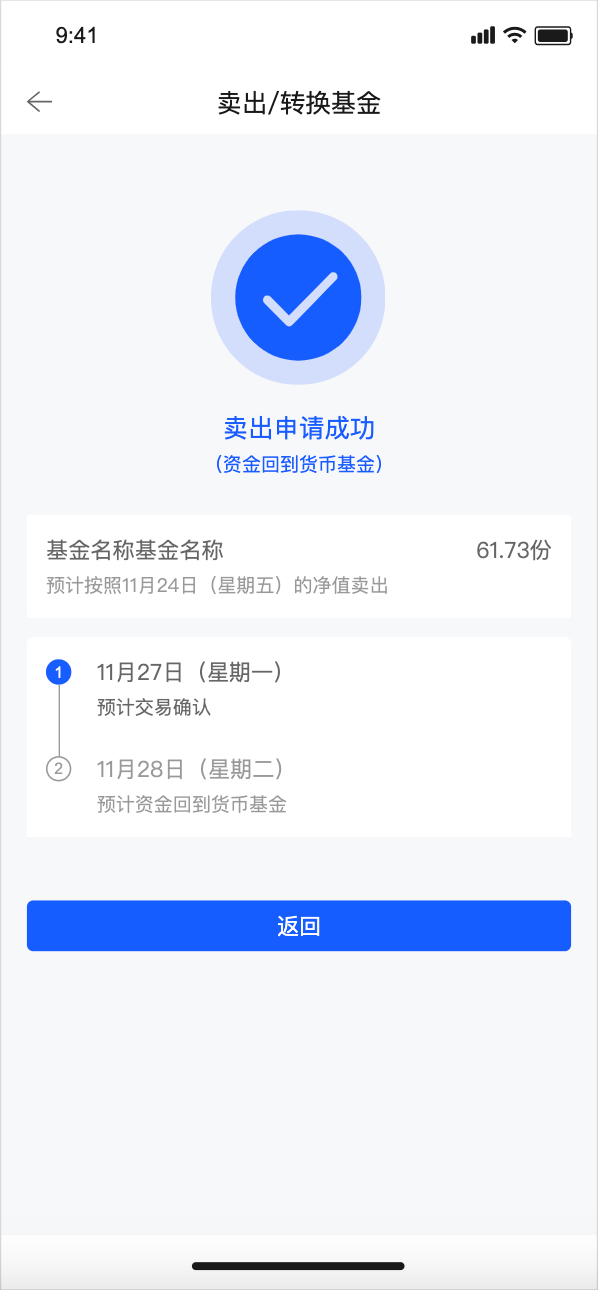 9:41
卖出/转换基金
卖出申请成功
（资金回到货币基金）
基金名称基金名称
61.73份
预计按照11月24日（星期五）的净值卖出
1
11月27日（星期一）
预计交易确认
2
11月28日（星期二）
预计资金回到货币基金
返回